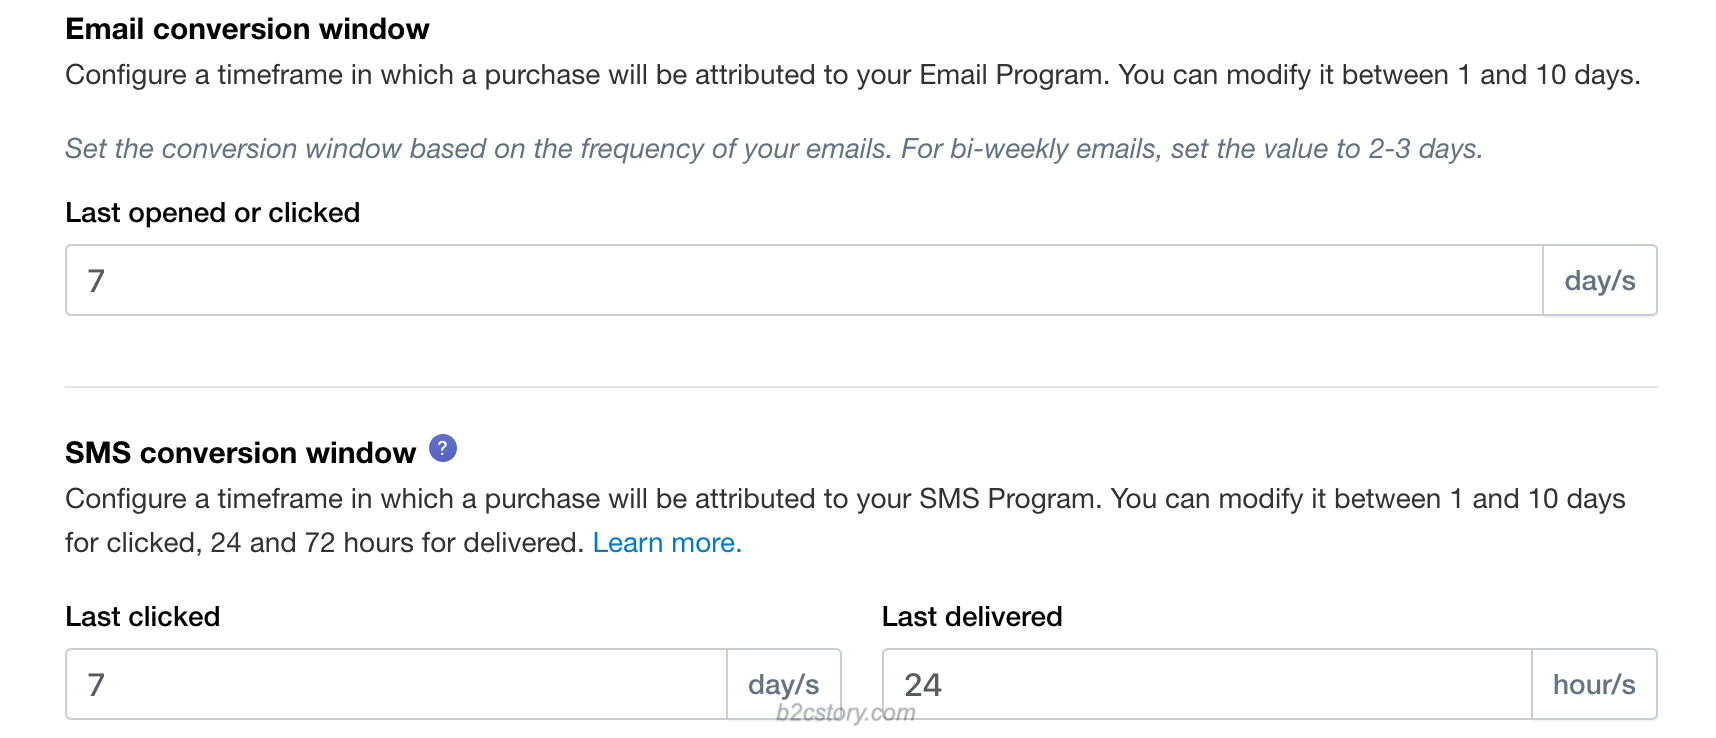 Email conversion window
Configure a timeframe in which a purchase will be attributed to your Email Program. You can modify it between 1 and 10 days.
Set the conversion window based on the frequency of your emails. For bi-weekly emails, set the value to 2-3 days.
Last opened or clicked
7 day/s
SMS conversion window ?
Configure a timeframe in which a purchase will be attributed to your SMS Program. You can modify it between 1 and 10 days
for clicked, 24 and 72 hours for delivered. Learn more.
Last clicked Last delivered
7 day/s 24 hour/s
b2cstory.com